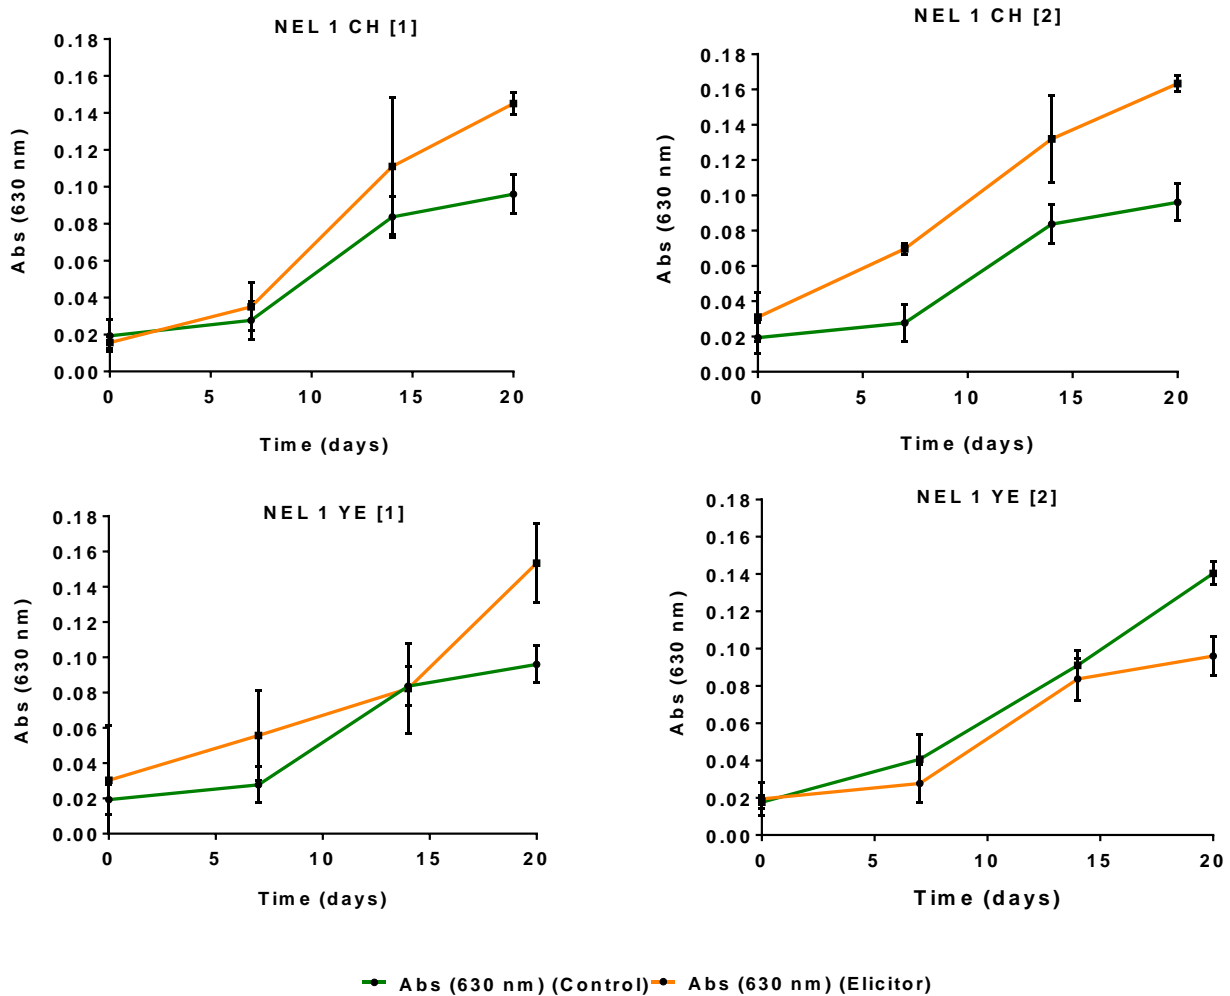 NEL 1 CH [1]
0.18
0.16
0.14
0.12
0.10
0.08
0.06
0.04
0.02
0.00
0 5 10 15 20
Abs (630 nm)
Time (days)
NEL 1 CH [2]
0.18
0.16
0.14
0.12
0.10
0.08
0.06
0.04
0.02
0.00
0 5 10 15 20
Abs (630 nm)
Time (days)
NEL 1 YE [1]
0.18
0.16
0.14
0.12
0.10
0.08
0.06
0.04
0.02
0.00
0 5 10 15 20
Abs (630 nm)
Time (days)
NEL 1 YE [2]
0.18
0.16
0.14
0.12
0.10
0.08
0.06
0.04
0.02
0.00
0 5 10 15 20
Abs (630 nm)
Time (days)
Abs (630 nm) (Control) Abs (630 nm) (Elicitor)